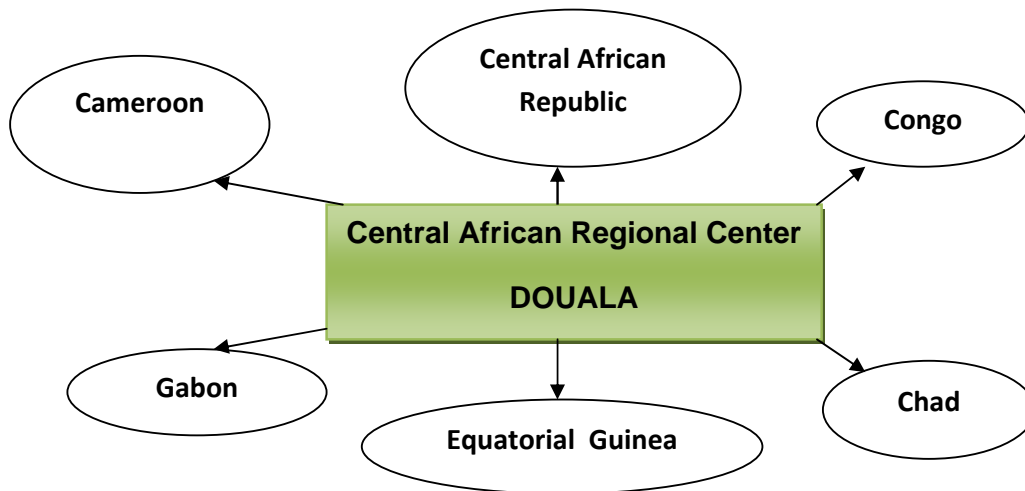 Cameroon
Central African
Republic
Congo
Central African Regional Center
DOUALA
Gabon
Equatorial  Guinea
Chad